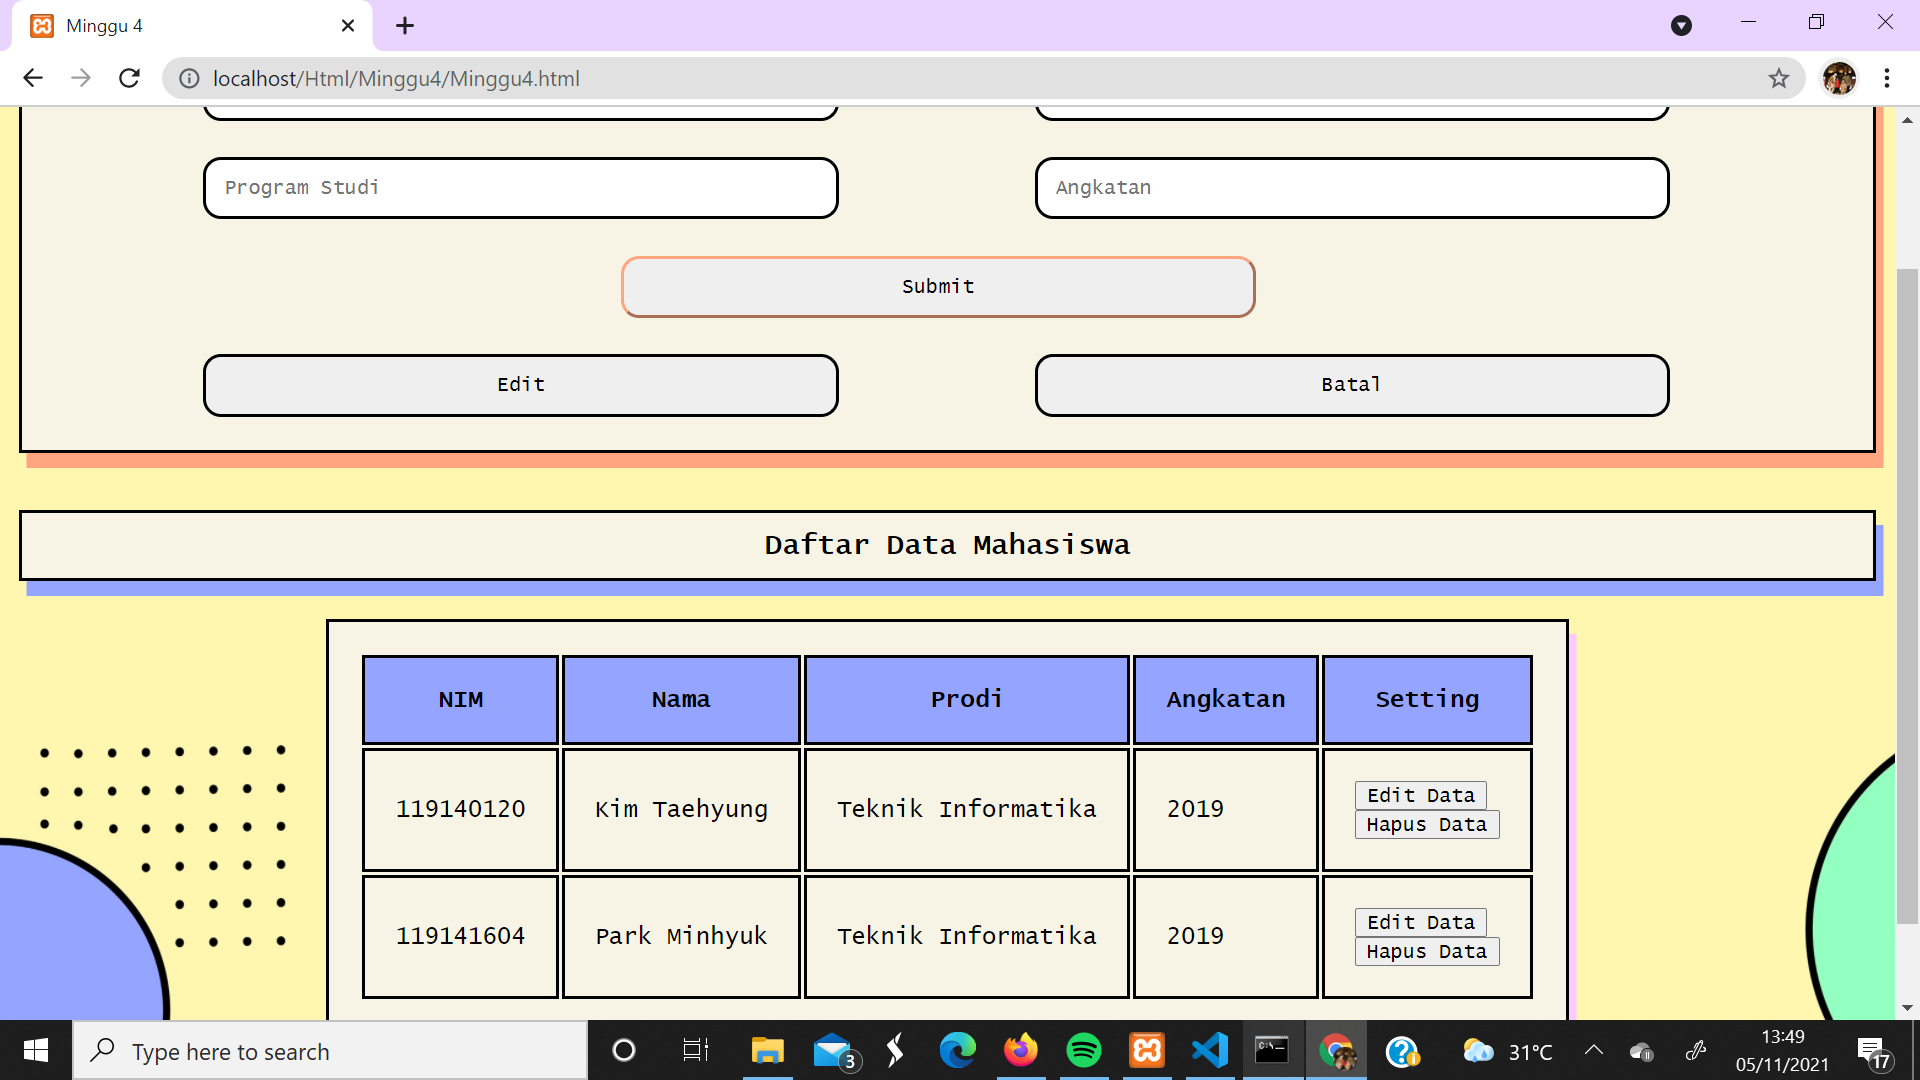 Minggu 4
localhost/Html/Minggu4/Minggu4.html
Program Studi
Angkatan
Submit
Edit
Batal
Daftar Data Mahasiswa
NIM Nama Prodi Angkatan Setting
119140120 Kim Taehyung Teknik Informatika 2019 Edit Data
Hapus Data
119141604 Park Minhyuk Teknik Informatika 2019 Edit Data
Hapus Data
Type here to search
3
C:\_
31°C
13:49
05/11/2021
17